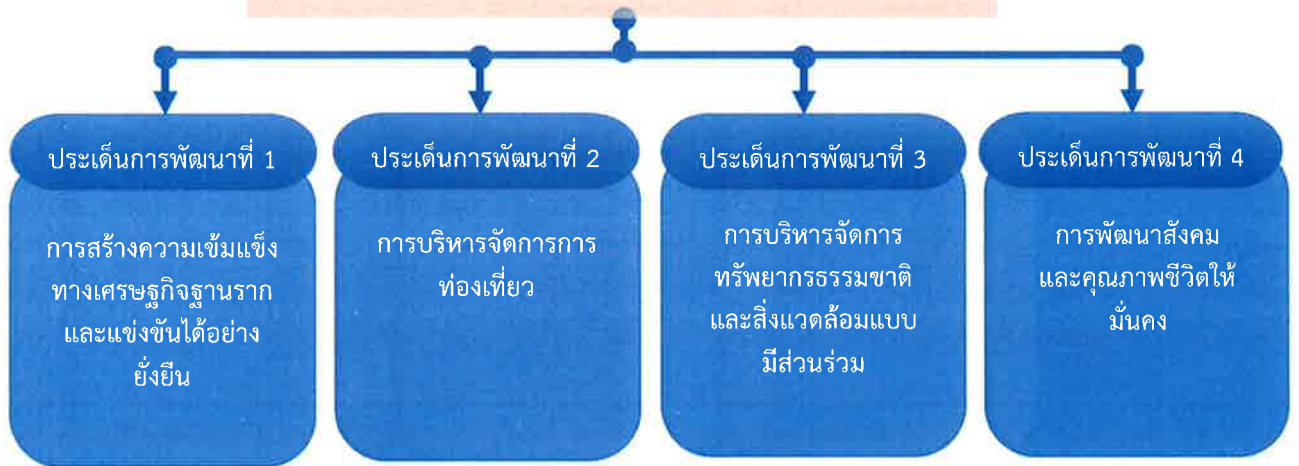 ประเด็นการพัฒนาที่ 1
การสร้างความเข้มแข็ง
ทางเศรษฐกิจฐานราก
และแข่งขันได้อย่าง
ยั่งยืน
ประเด็นการพัฒนาที่ 2
การบริหารจัดการการ
ท่องเที่ยว
ประเด็นการพัฒนาที่ 3
การบริหารจัดการ
ทรัพยากรธรรมชาติ
และสิ่งแวดล้อมแบบ
มีส่วนร่วม
ประเด็นการพัฒนาที่ 4
การพัฒนาสังคม
และคุณภาพชีวิตให้
มั่นคง